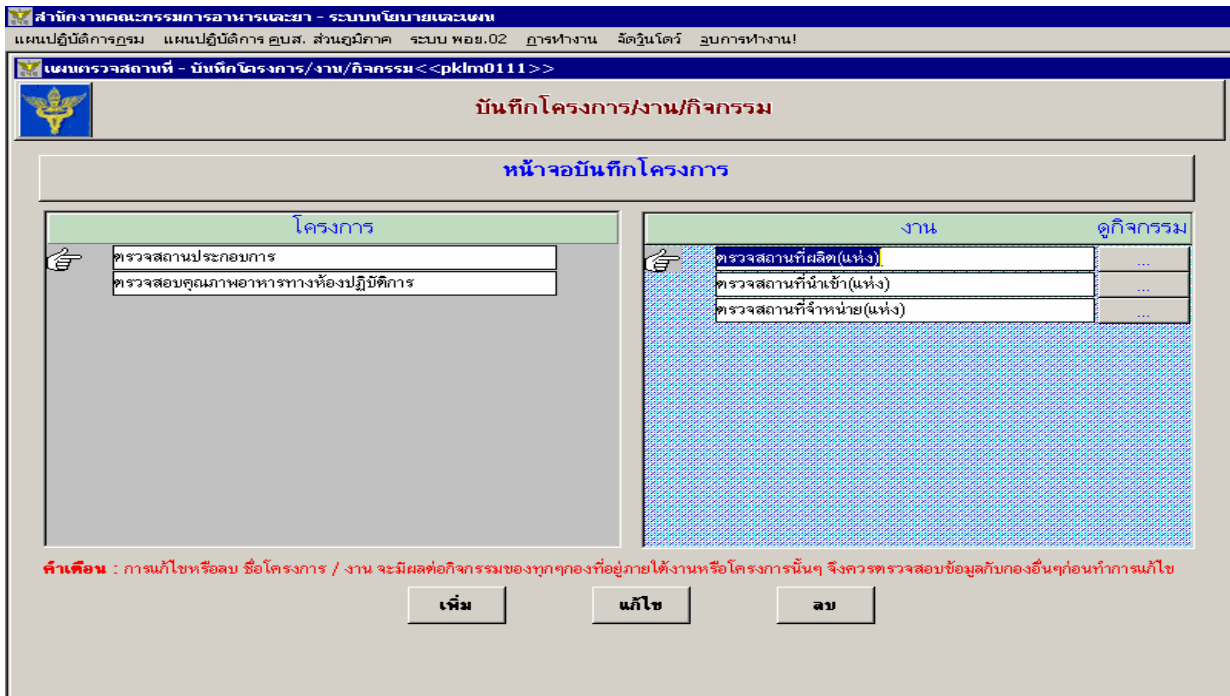 สำนักงานคณะกรรมการอาหารและยา - ระบบนโยบายและแผน
แผนปฏิบัติการกรม แผนปฏิบัติการ คบส. ส่วนภูมิภาค ระบบ พอย.02 การทำงาน จัดวินโดว์ จบการทำงาน!
แผนตรวจสถานที่ - บันทึกโครงการ/งาน/กิจกรรม<<pklm0111>>
บันทึกโครงการ/งาน/กิจกรรม
หน้าจอบันทึกโครงการ
โครงการ
ตรวจสถานประกอบการ
ตรวจสอบคุณภาพอาหารทางห้องปฏิบัติการ
งาน ดูกิจกรรม
ตรวจสถานที่ผลิต(แห่ง) ...
ตรวจสถานที่นำเข้า(แห่ง) ...
ตรวจสถานที่จำหน่าย(แห่ง) ...
คำเตือน : การแก้ไขหรือลบ ชื่อโครงการ / งาน จะมีผลต่อกิจกรรมของทุกๆกองที่อยู่ภายใต้งานหรือโครงการนั้นๆ จึงควรตรวจสอบข้อมูลกับกองอื่นๆก่อนทำการแก้ไข
เพิ่ม แก้ไข ลบ